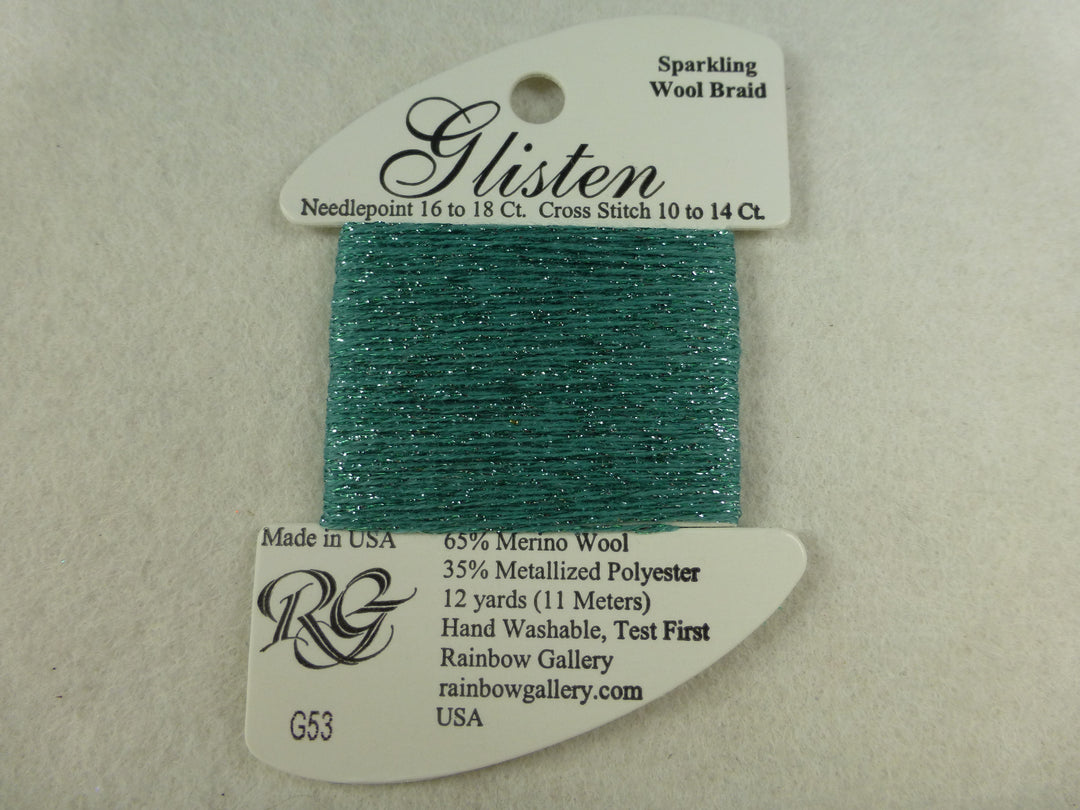 Sparkling
Wool Braid
Glisten
Needlepoint 16 to 18 Ct. Cross Stitch 10 to 14 Ct.
Made in USA
RG
65% Merino Wool
35% Metallized Polyester
12 yards (11 Meters)
Hand Washable, Test First
Rainbow Gallery
rainbowgallery.com
USA
G53